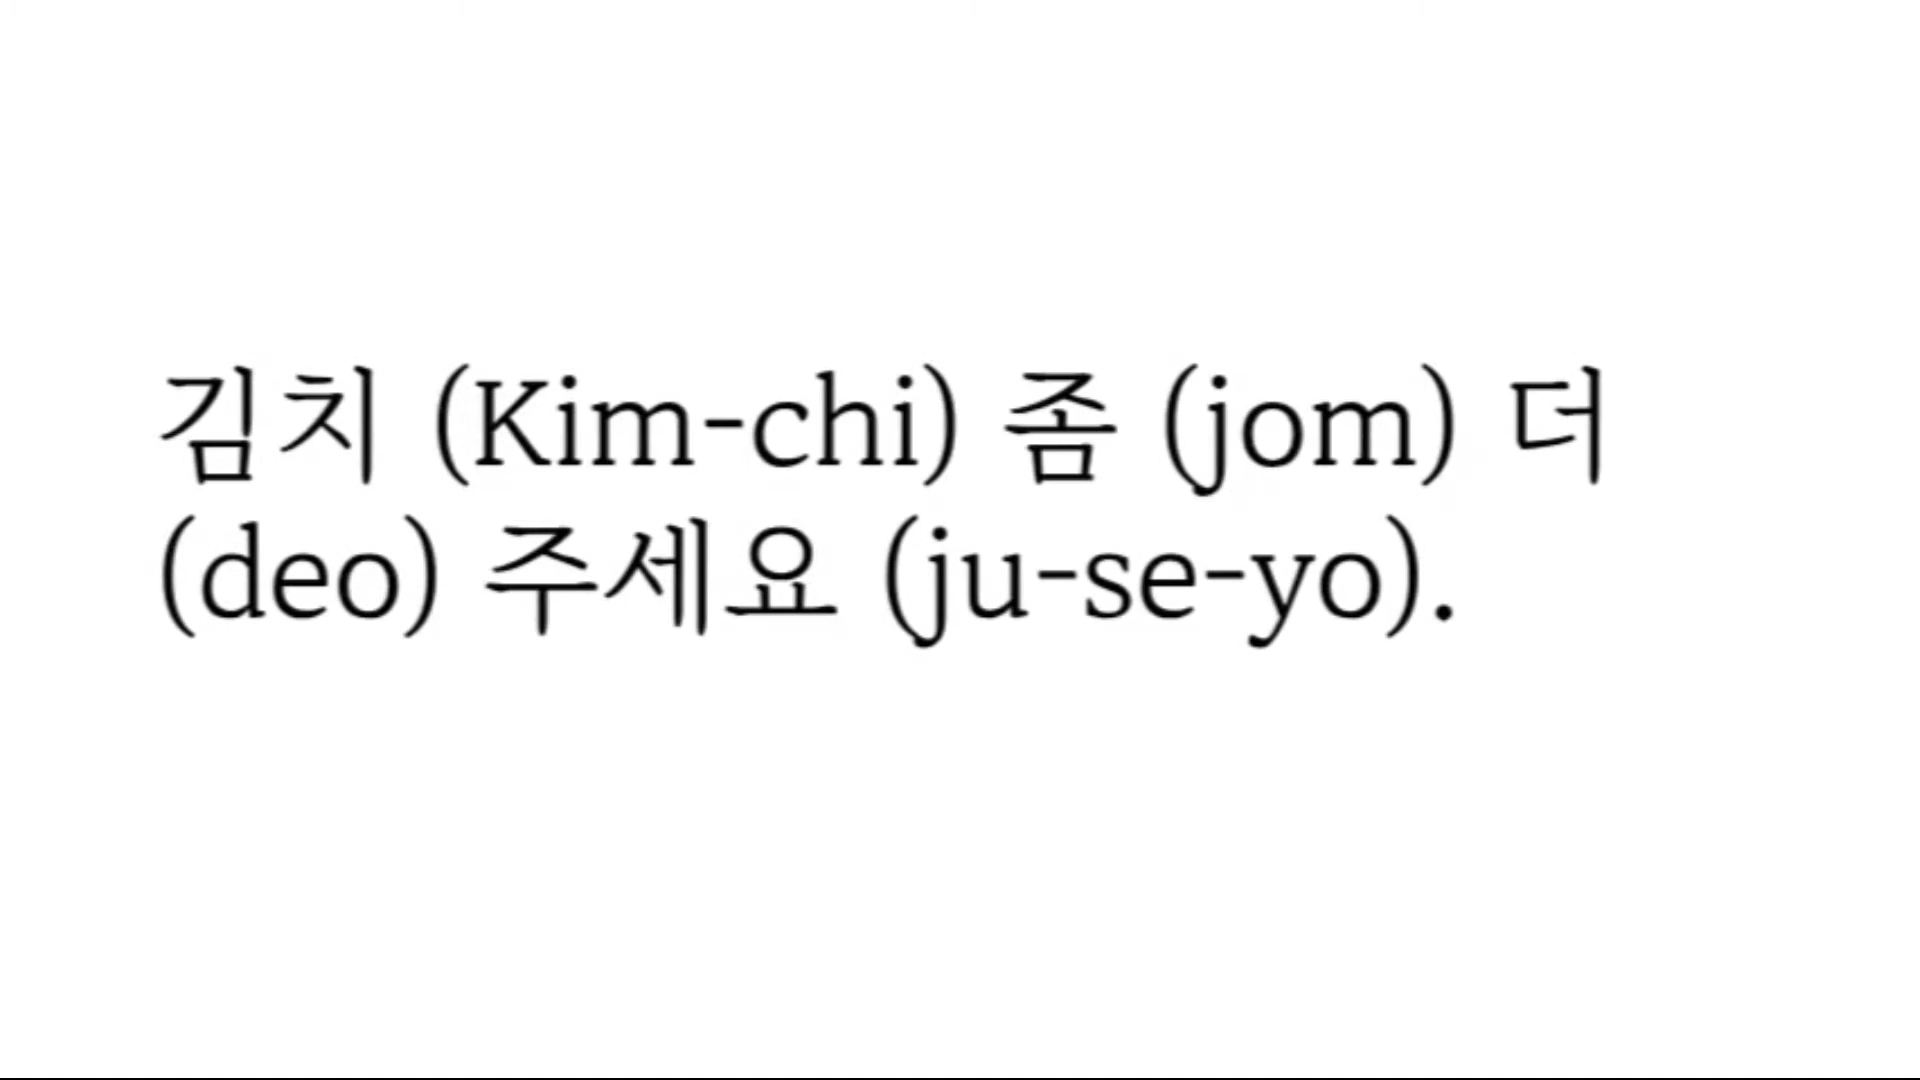 김치 (Kim-chi) 좀 (jom) 더
(deo) 주세요 (ju-se-yo).